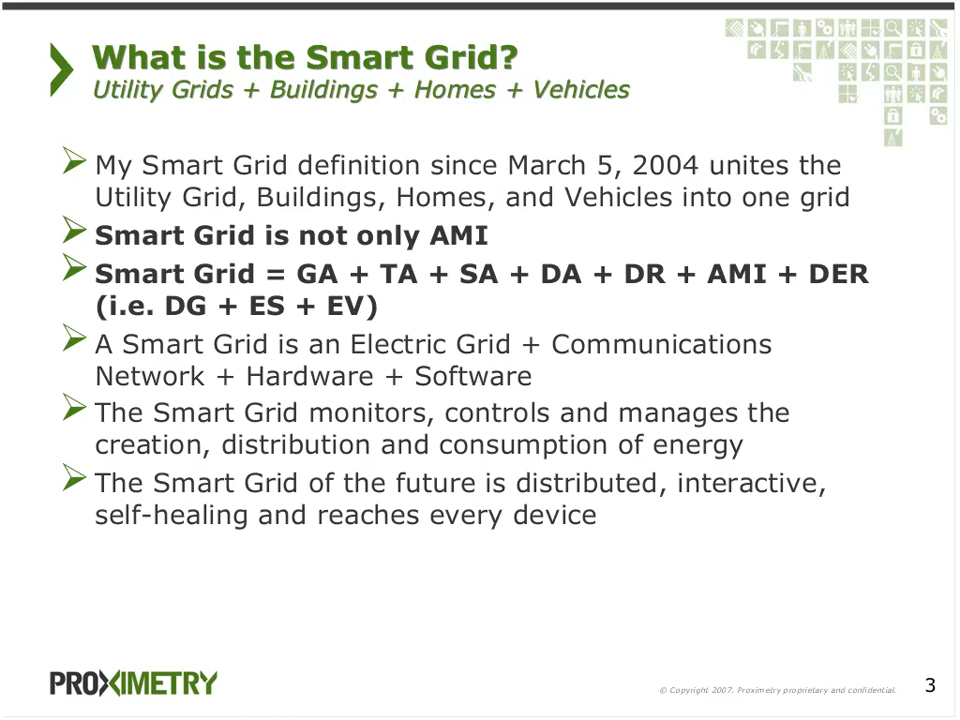 What is the Smart Grid?
Utility Grids + Buildings + Homes + Vehicles
My Smart Grid definition since March 5, 2004 unites the
Utility Grid, Buildings, Homes, and Vehicles into one grid
Smart Grid is not only AMI
Smart Grid = GA + TA + SA + DA + DR + AMI + DER
(i.e. DG + ES + EV)
A Smart Grid is an Electric Grid + Communications
Network + Hardware + Software
The Smart Grid monitors, controls and manages the
creation, distribution and consumption of energy
The Smart Grid of the future is distributed, interactive,
self-healing and reaches every device
PROXIMETRY
© Copyright 2007. Proximetry proprietary and confidential.
3